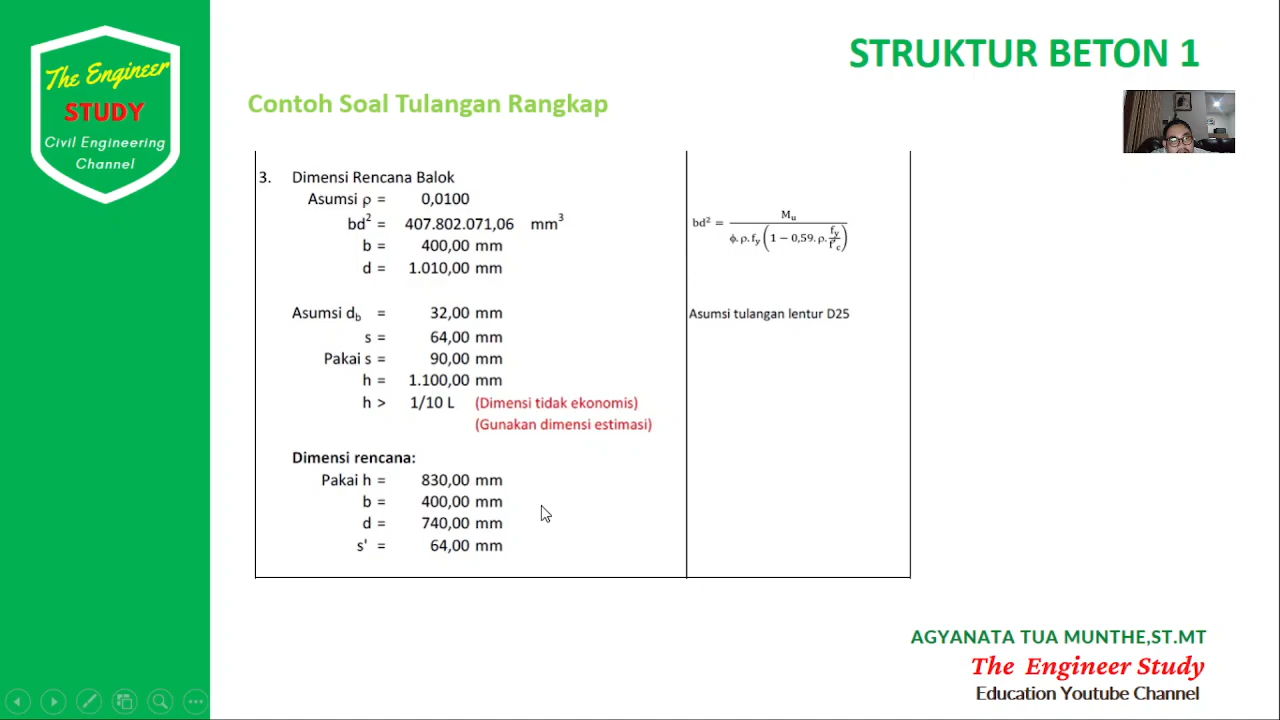 The Engineer
STUDY
Civil Engineering
Channel
STRUKTUR BETON 1
Contoh Soal Tulangan Rangkap
3. Dimensi Rencana Balok
Asumsi ρ = 0,0100
bd² = 407.802.071,06 mm³
b = 400,00 mm
d = 1.010,00 mm
bd² = Mu / φ. ρ. fy (1 − 0,59. ρ. fy / f'c)
Asumsi db = 32,00 mm
Asumsi tulangan lentur D25
s = 64,00 mm
Pakai s = 90,00 mm
h = 1.100,00 mm
h > 1/10 L (Dimensi tidak ekonomis)
(Gunakan dimensi estimasi)
Dimensi rencana:
Pakai h = 830,00 mm
b = 400,00 mm
d = 740,00 mm
s' = 64,00 mm
AGYANATA TUA MUNTHE,ST.MT
The Engineer Study
Education Youtube Channel